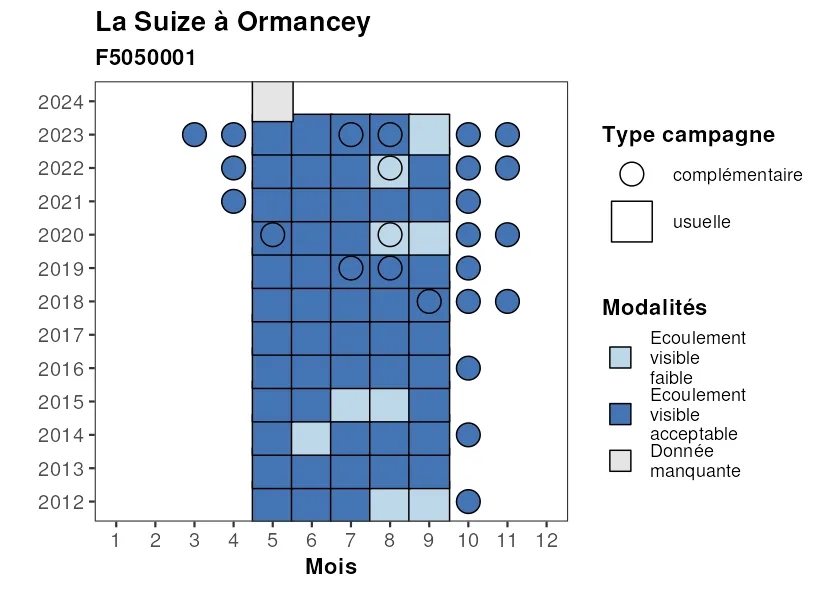 La Suize à Ormancey
F5050001
2024
2023
2022
2021
2020
2019
2018
2017
2016
2015
2014
2013
2012
1 2 3 4 5 6 7 8 9 10 11 12
Mois
Type campagne
complémentaire
usuelle
Modalités
Ecoulement
visible
faible
Ecoulement
visible
acceptable
Donnée
manquante